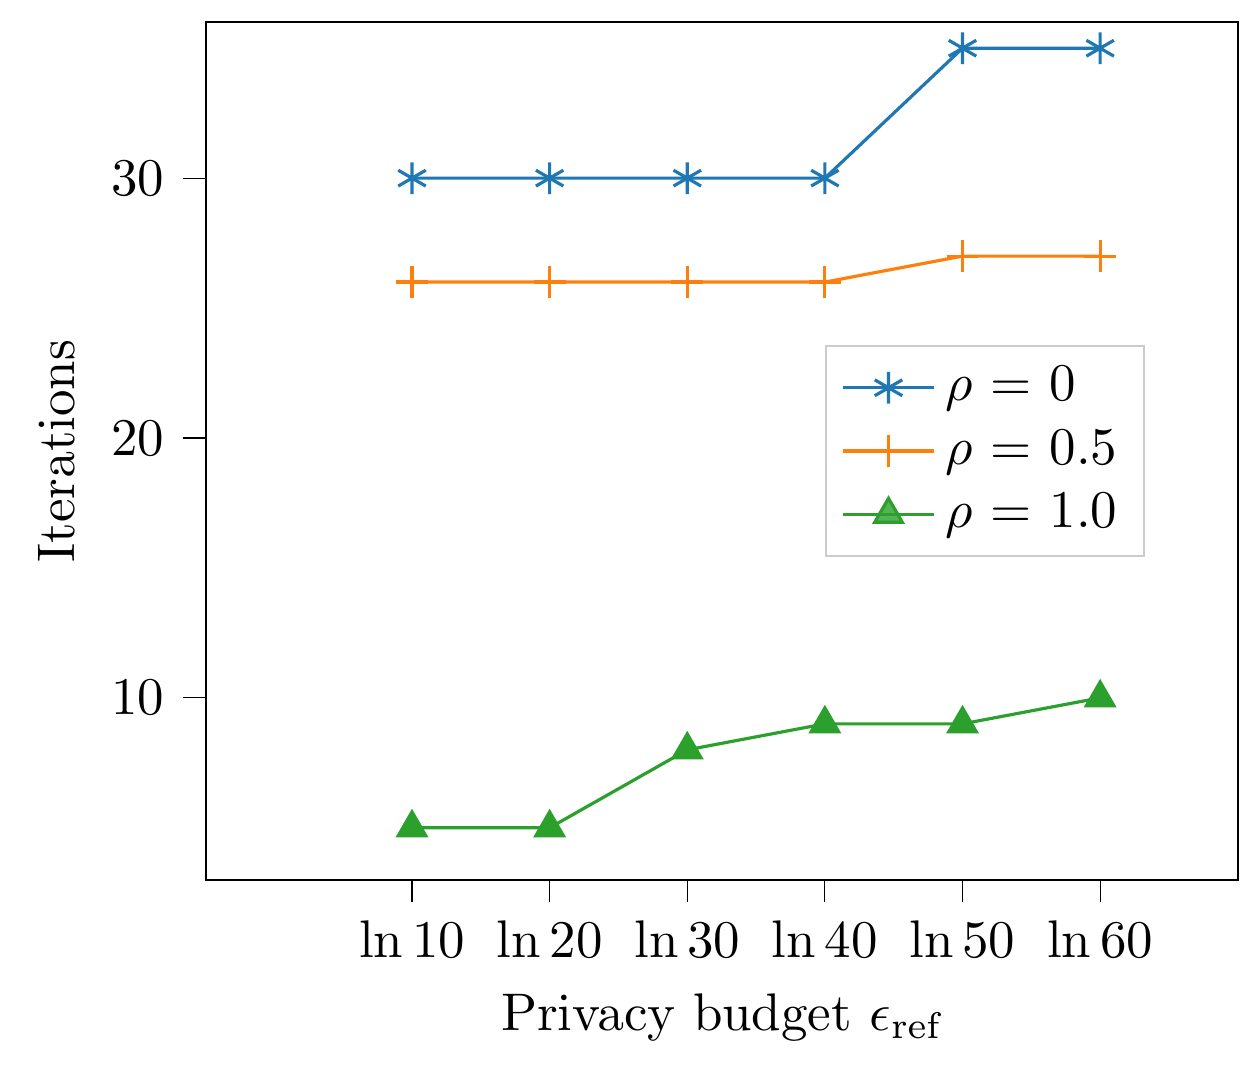 30
20
10
Iterations
ρ = 0
ρ = 0.5
ρ = 1.0
ln 10 ln 20 ln 30 ln 40 ln 50 ln 60
Privacy budget ϵref